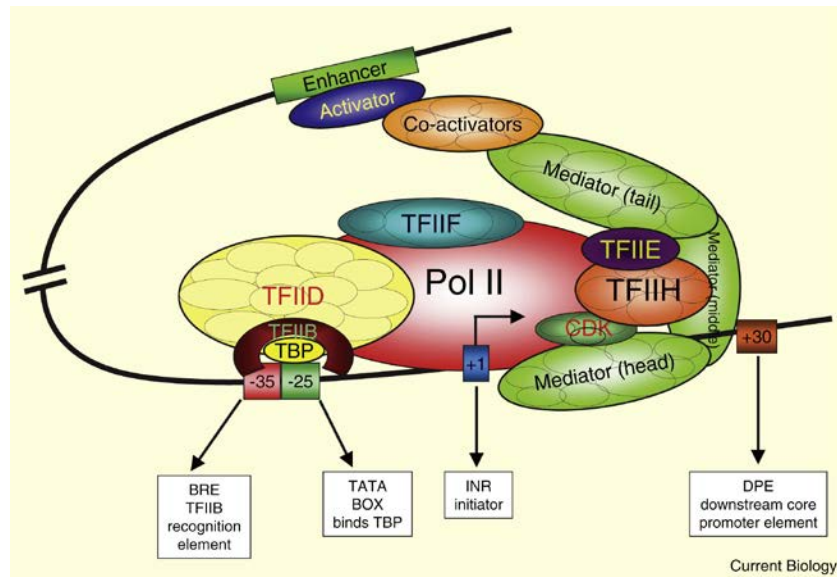 Enhancer
Activator
Co-activators
Mediator (tail)
TFIIF
TFIIE
Mediator (middle)
TFIID
Pol II
TFIIH
TFIIB
TBP
CDK
+30
-35
-25
+1
Mediator (head)
BRE
TFIIB
recognition
element
TATA
BOX
binds TBP
INR
initiator
DPE
downstream core
promoter element
Current Biology